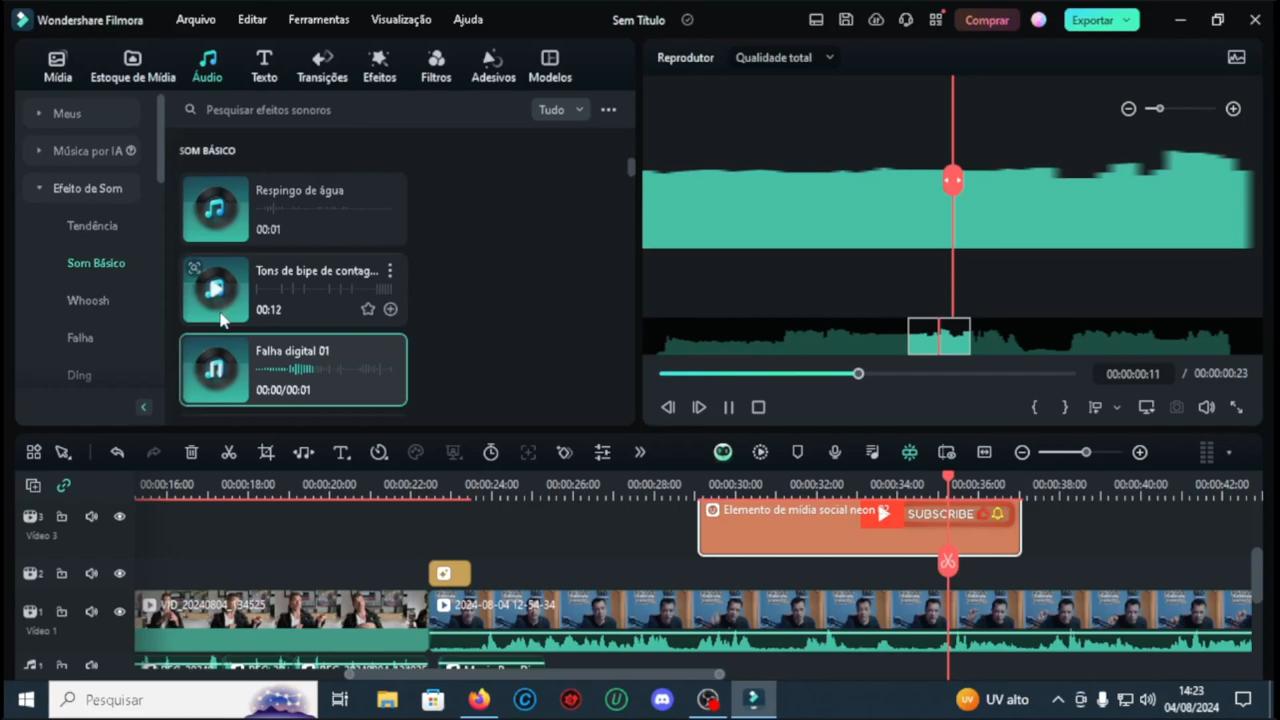 Wondershare Filmora
Arquivo
Editar
Ferramentas
Visualização
Ajuda
Sem Título
Comprar
Exportar
Mídia
Estoque de Mídia
Áudio
Texto
Transições
Efeitos
Filtros
Adesivos
Modelos
Reprodutor
Qualidade total
Meus
Música por IA
Efeito de Som
Tendência
Som Básico
Whoosh
Falha
Ding
Pesquisar efeitos sonoros
Tudo
SOM BÁSICO
Respingo de água
00:01
Tons de bipe de contag...
00:12
Falha digital 01
00:00/00:01
00:00:00:11 / 00:00:00:23
00:00:16:00
00:00:18:00
00:00:20:00
00:00:22:00
00:00:24:00
00:00:26:00
00:00:28:00
00:00:30:00
00:00:32:00
00:00:34:00
00:00:36:00
00:00:38:00
00:00:40:00
00:00:42:00
3
Vídeo 3
Elemento de mídia social neon
SUBSCRIBE
2
1
Vídeo 1
VID_20240804_134525
2024-08-04 12-54-34
1
Pesquisar
UV alto
14:23
04/08/2024